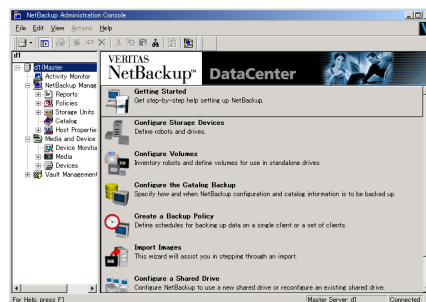 NetBackup Administration Console
File Edit View Actions Help
d1
d1(Master
Activity Monitor
NetBackup Manag
Reports
Policies
Storage Units
Catalog
Host Propertie
Media and Device
Device Monitor
Media
Devices
Vault Management
VERITAS
NetBackup™ DataCenter
Getting Started
Get step-by-step help setting up NetBackup.
Configure Storage Devices
Define robots and drives.
Configure Volumes
Inventory robots and define volumes for use in standalone drives.
Configure the Catalog Backup
Specify how and when NetBackup configuration and catalog information is to be backed up.
Create a Backup Policy
Define schedules for backing up data on a single client or a set of clients.
Import Images
This wizard will assist you in stepping through an import.
Configure a Shared Drive
Configure NetBackup to use a new shared drive or reconfigure an existing shared drive.
For Help, press F1
Master Server: d1
Connected